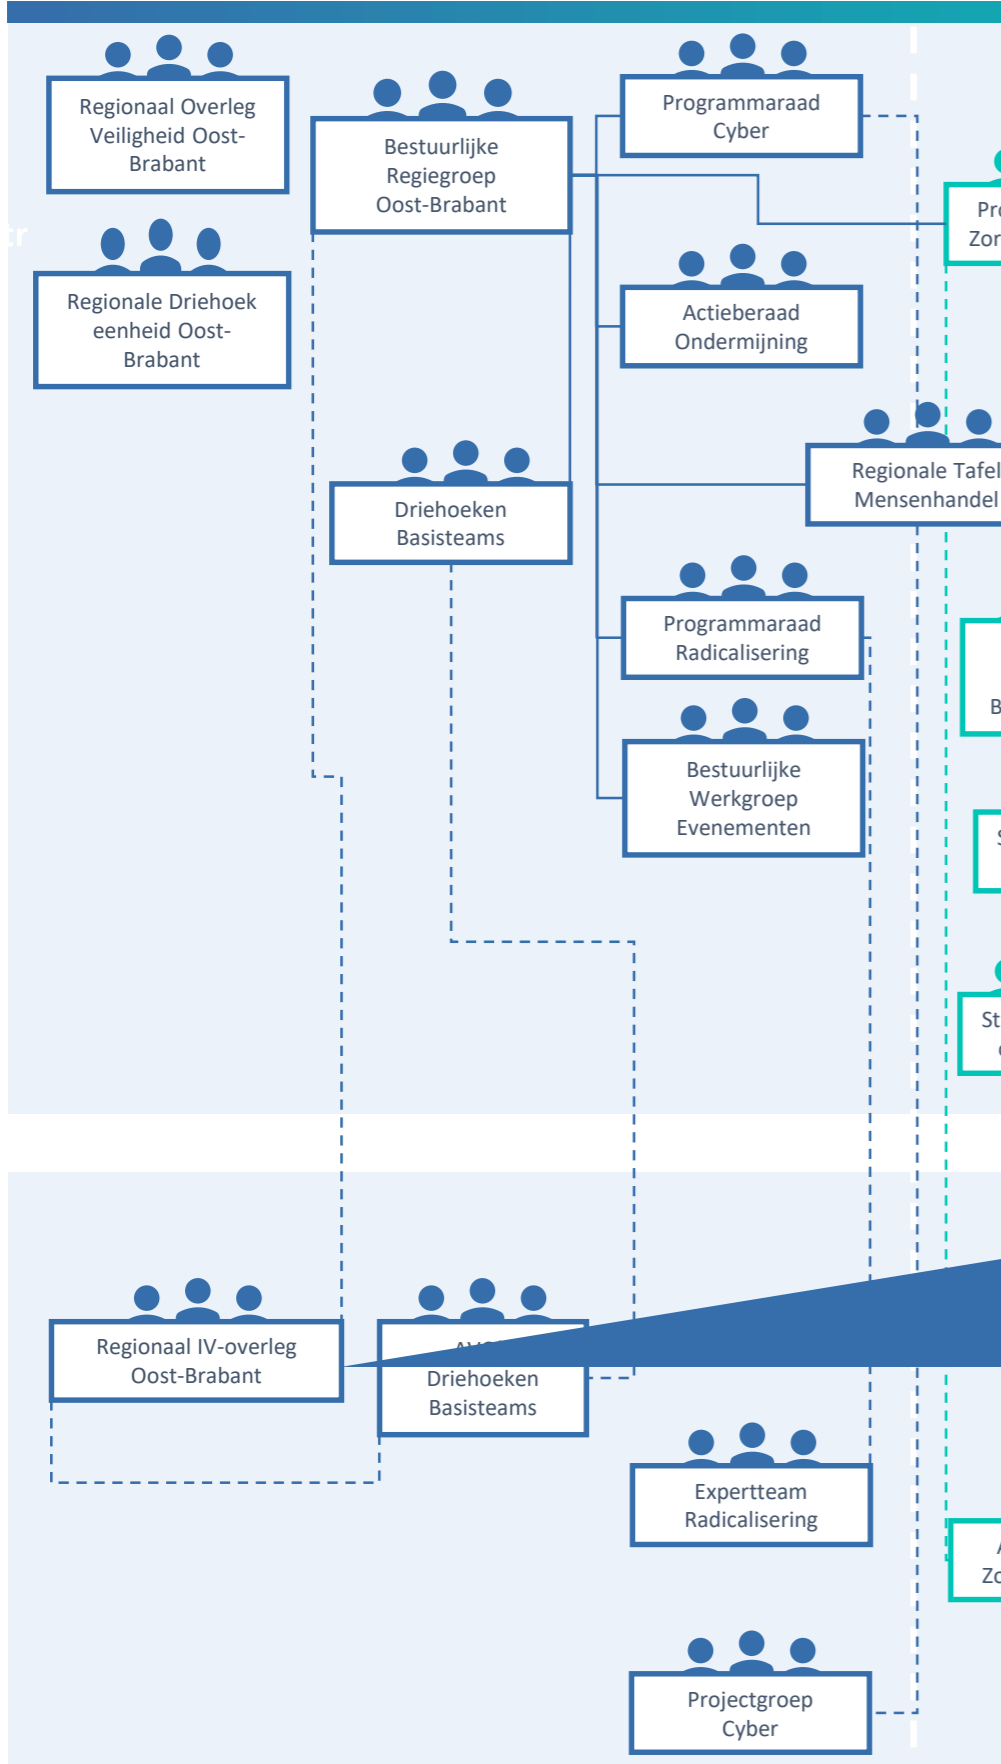 Regionaal Overleg
Veiligheid Oost-
Brabant
Bestuurlijke
Regiegroep
Oost-Brabant
Programmaraad
Cyber
tr
Regionale Driehoek
eenheid Oost-
Brabant
Actieberaad
Ondermijning
Driehoeken
Basisteams
Regionale Tafel
Mensenhandel
Programmaraad
Radicalisering
Bestuurlijke
Werkgroep
Evenementen
Regionaal IV-overleg
Oost-Brabant
Driehoeken
Basisteams
Expertteam
Radicalisering
Projectgroep
Cyber